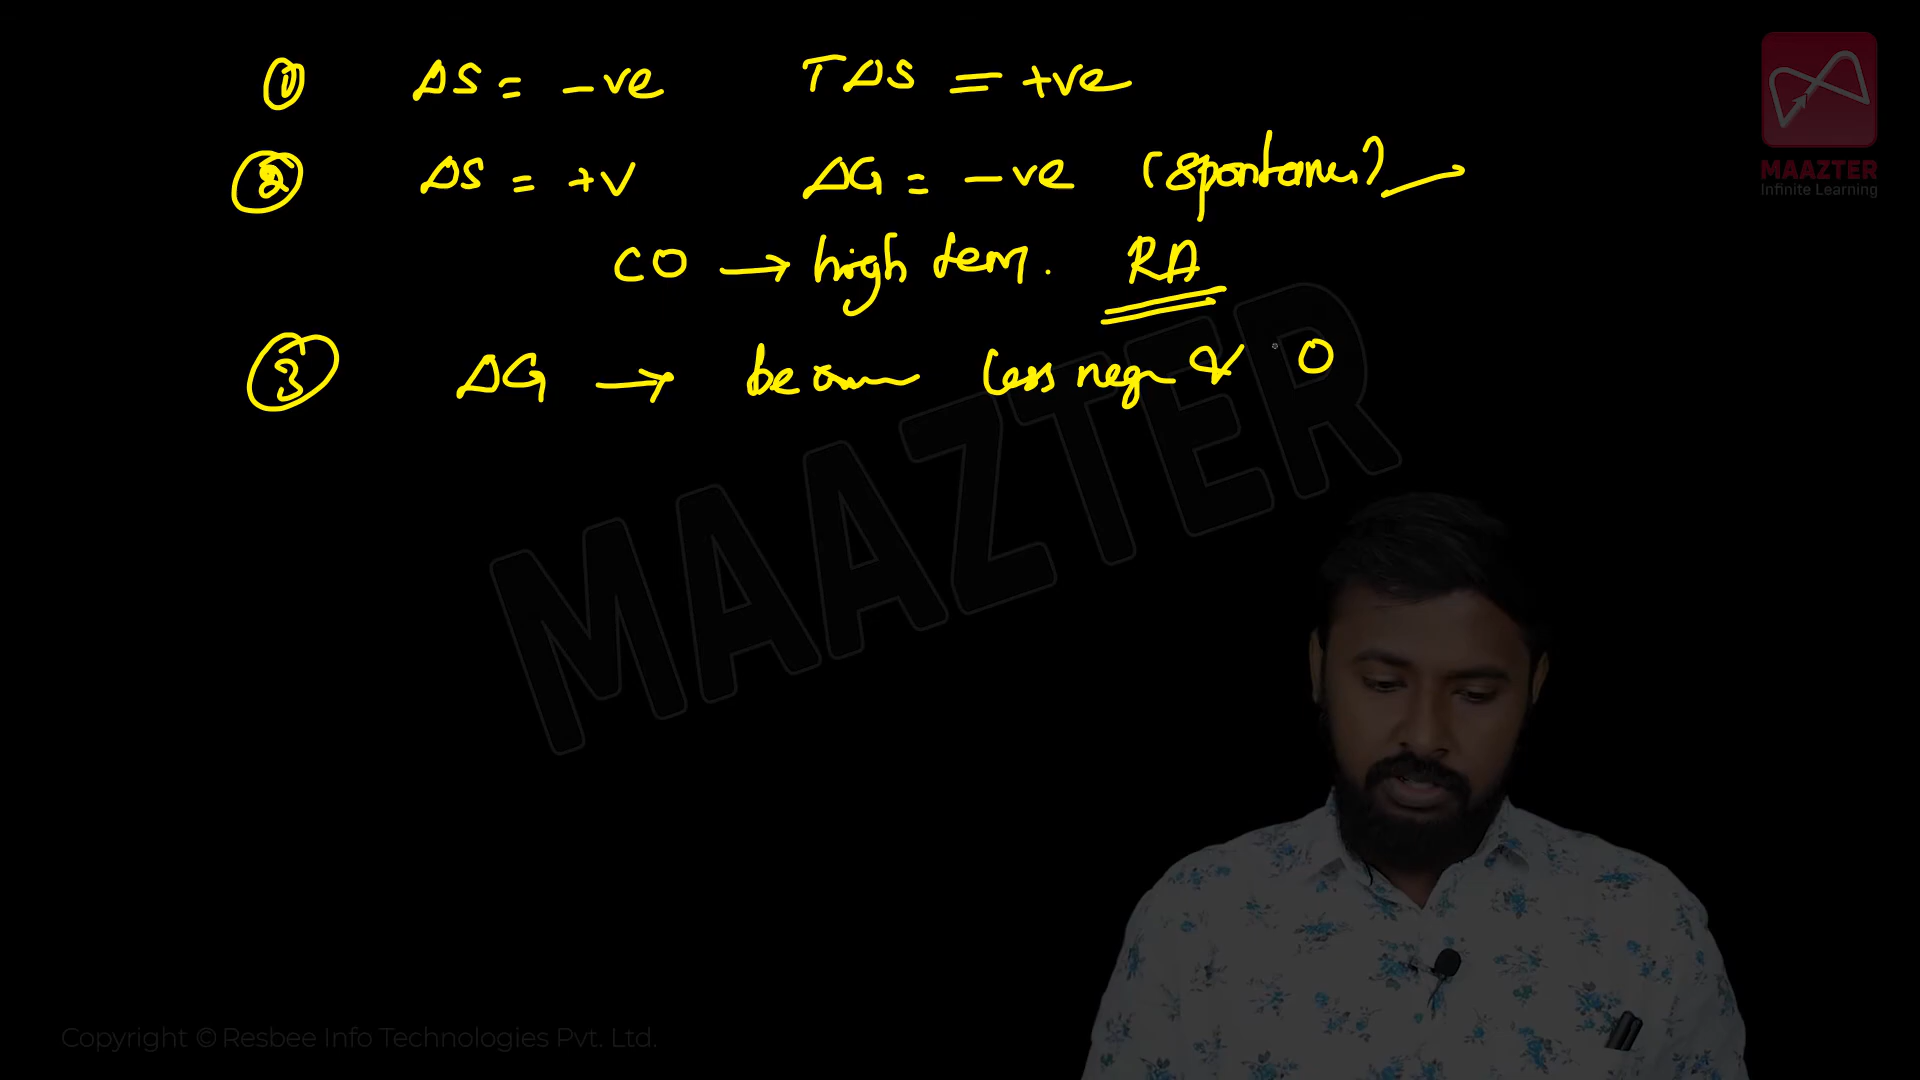 ① ΔS = -ve TΔS = +ve
② ΔS = +v ΔG = -ve (spontaneu)
CO → high tem. RA
③ ΔG → become less neg & 0
MAAZTER
Infinite Learning
MAAZTER
Copyright © Resbee Info Technologies Pvt. Ltd.